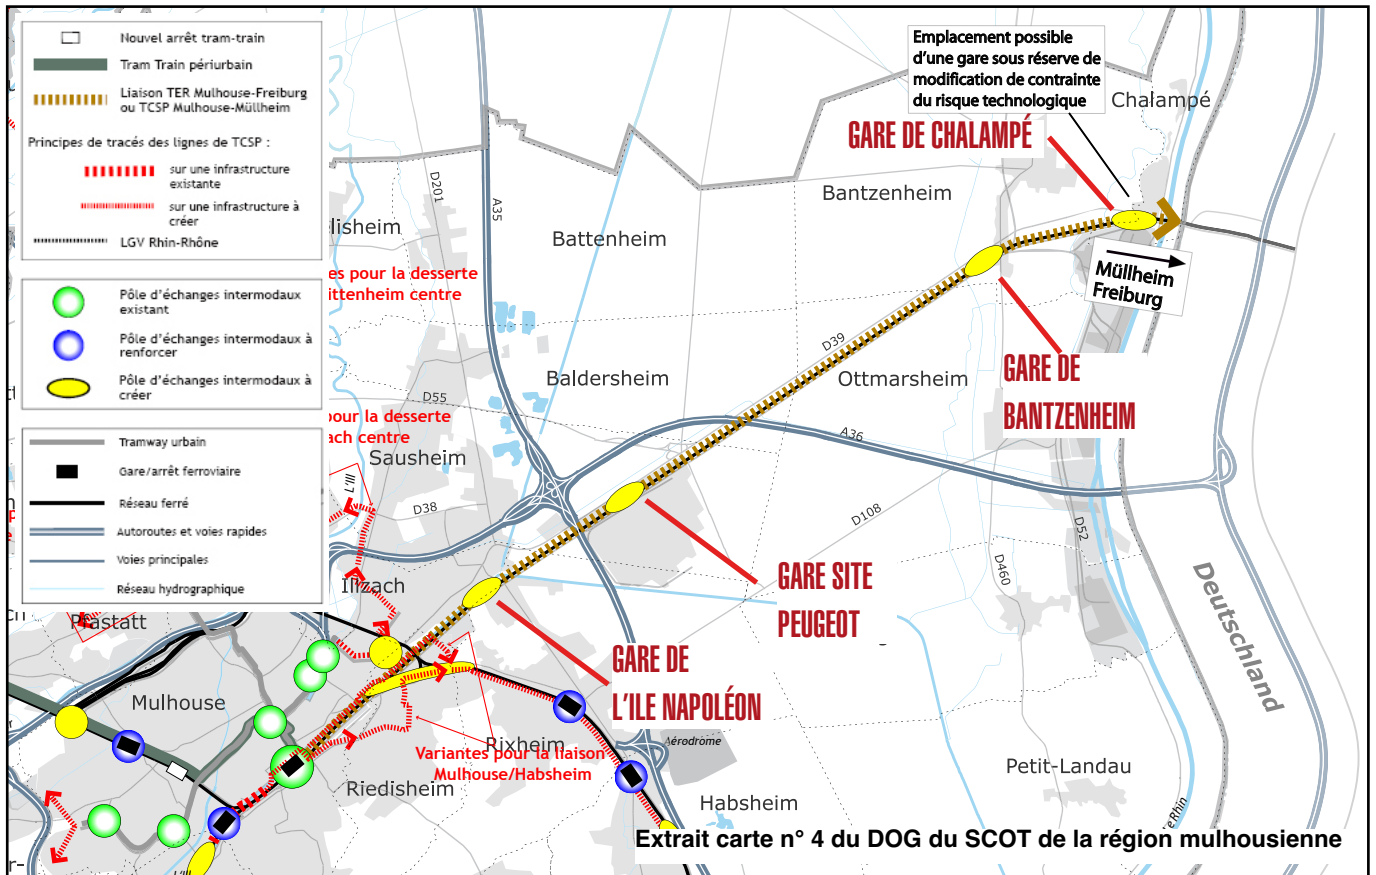 Nouvel arrêt tram-train
Tram Train périurbain
Liaison TER Mulhouse-Freiburg
ou TCSP Mulhouse-Müllheim
Principes de tracés des lignes de TCSP :
sur une infrastructure
existante
sur une infrastructure à
créer
LGV Rhin-Rhône
Pôle d'échanges intermodaux
existant
Pôle d'échanges intermodaux à
renforcer
Pôle d'échanges intermodaux à
créer
Tramway urbain
Gare/arrêt ferroviaire
Réseau ferré
Autoroutes et voies rapides
Voies principales
Réseau hydrographique
Emplacement possible
d'une gare sous réserve de
modification de contrainte
du risque technologique
Chalampé
GARE DE CHALAMPÉ
Bantzenheim
D201
A35
lisheim
Battenheim
es pour la desserte
ittenheim centre
Müllheim
Freiburg
D39
Baldersheim
Ottmarsheim
GARE DE
BANTZENHEIM
D55
our la desserte
ach centre
Sausheim
A36
L'Ill
D38
D108
D52
D460
GARE SITE
PEUGEOT
Illzach
Pfastatt
Deutschland
GARE DE
L'ILE NAPOLÉON
Mulhouse
Rixheim
Aérodrome
Variantes pour la liaison
Mulhouse/Habsheim
Riedisheim
Petit-Landau
Habsheim
le Rhin
Extrait carte n° 4 du DOG du SCOT de la région mulhousienne
r-
L'Ill